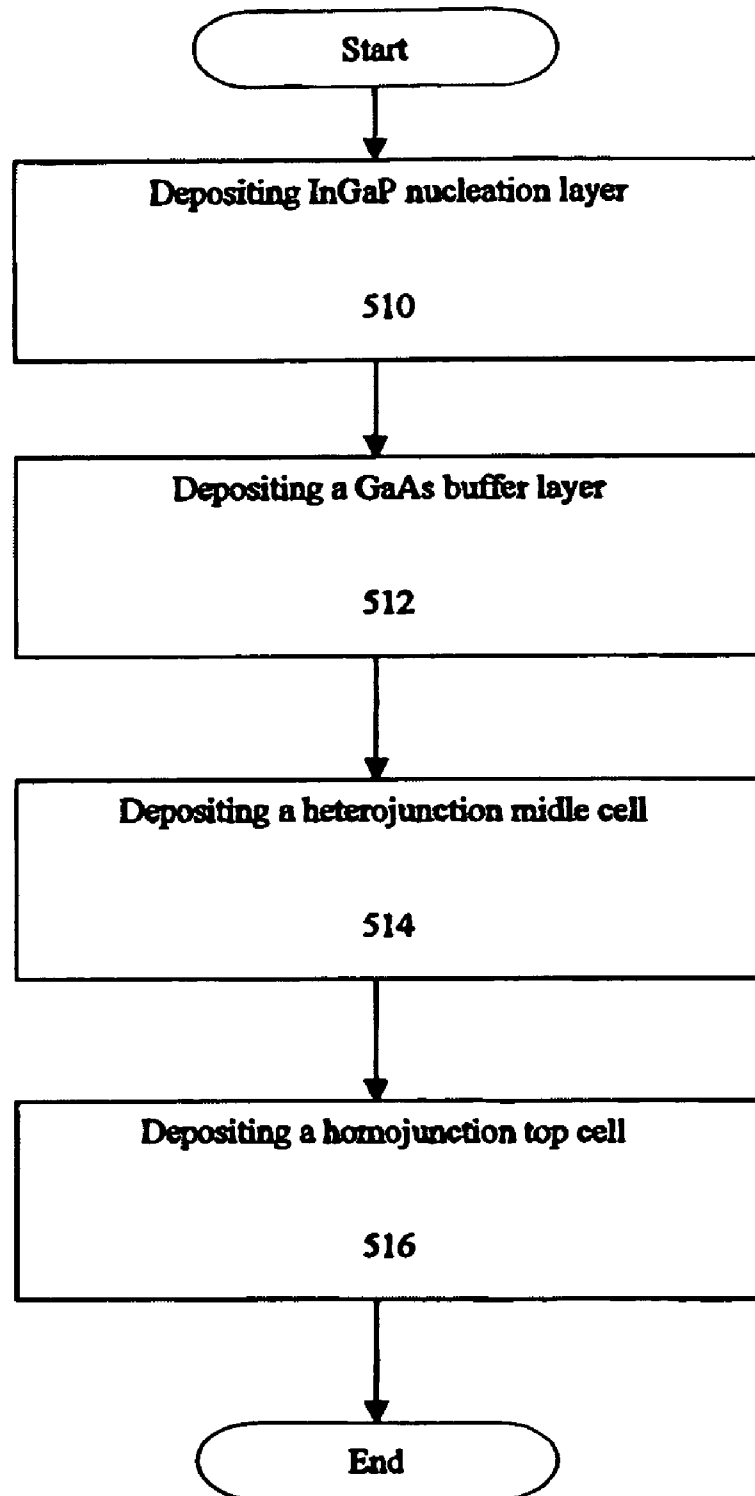 Start
Depositing InGaP nucleation layer
510
Depositing a GaAs buffer layer
512
Depositing a heterojunction midle cell
514
Depositing a homojunction top cell
516
End